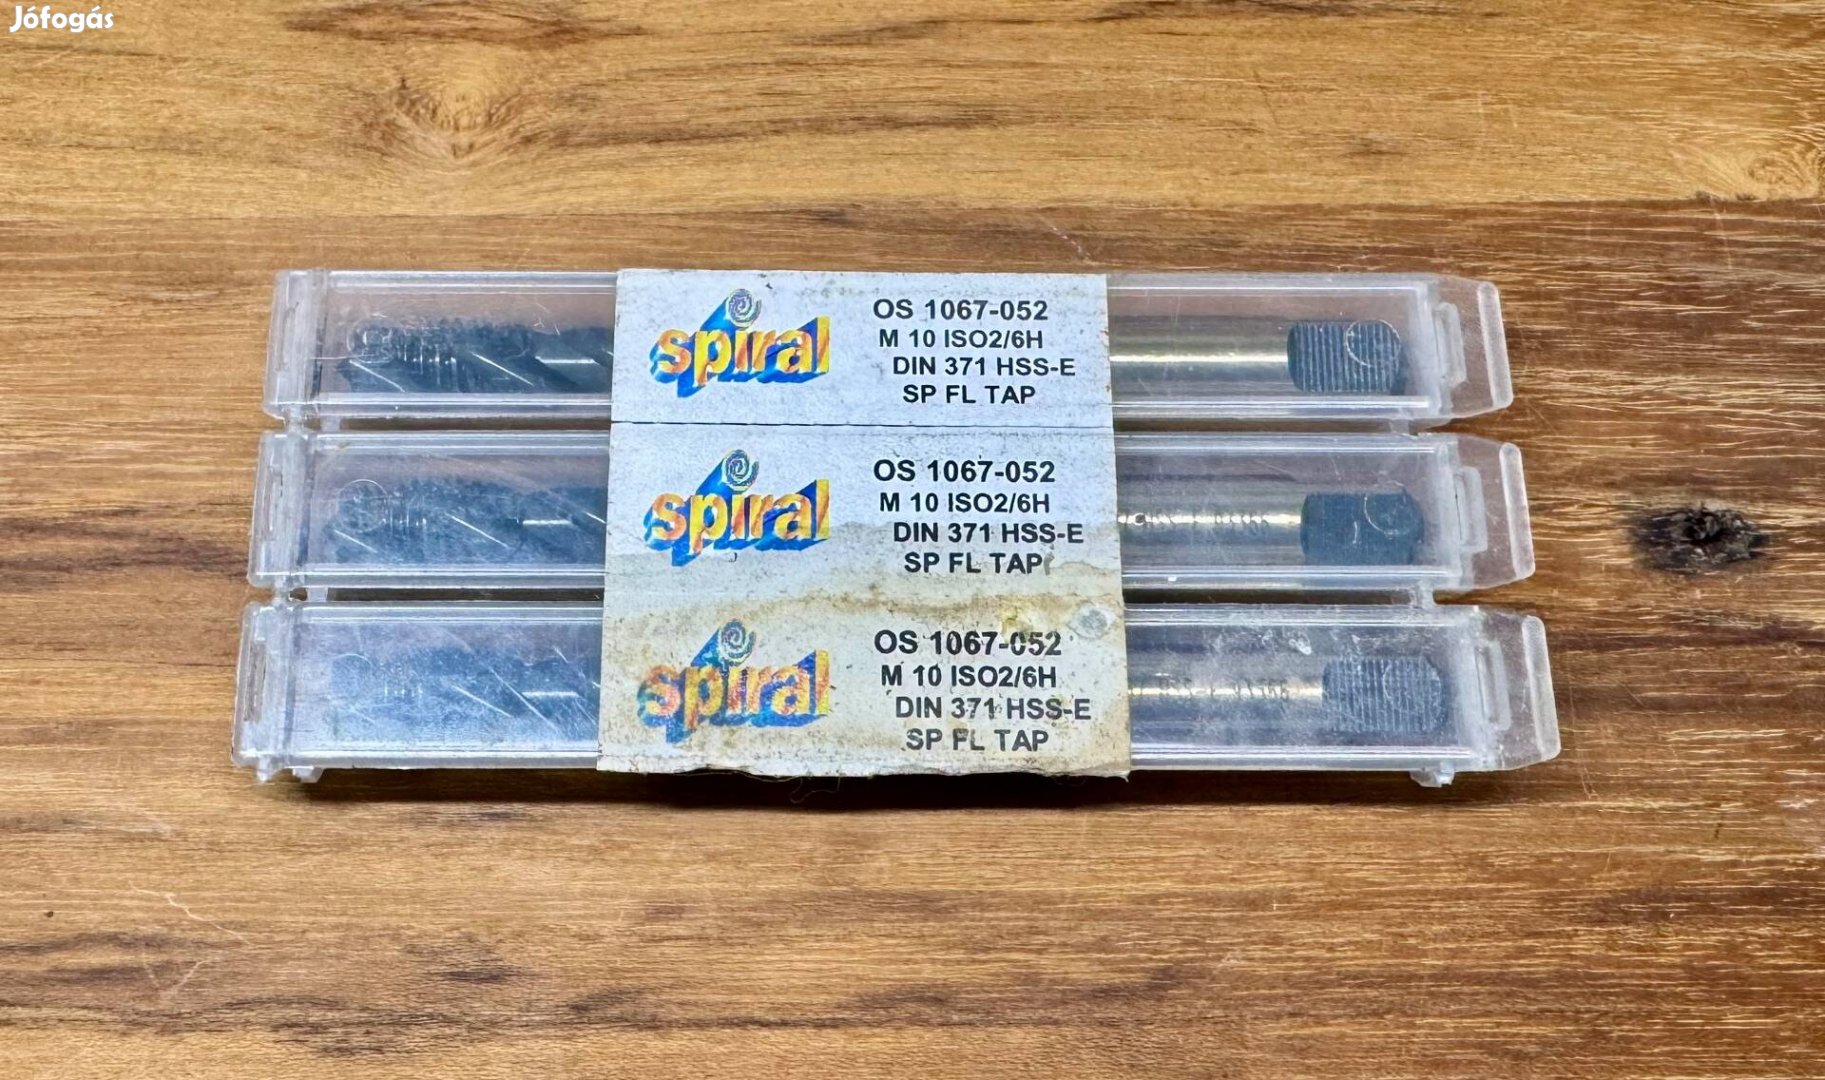 Jófogás
spiral
OS 1067-052
M 10 ISO2/6H
DIN 371 HSS-E
SP FL TAP
spiral
OS 1067-052
M 10 ISO2/6H
DIN 371 HSS-E
SP FL TAP
spiral
OS 1067-052
M 10 ISO2/6H
DIN 371 HSS-E
SP FL TAP